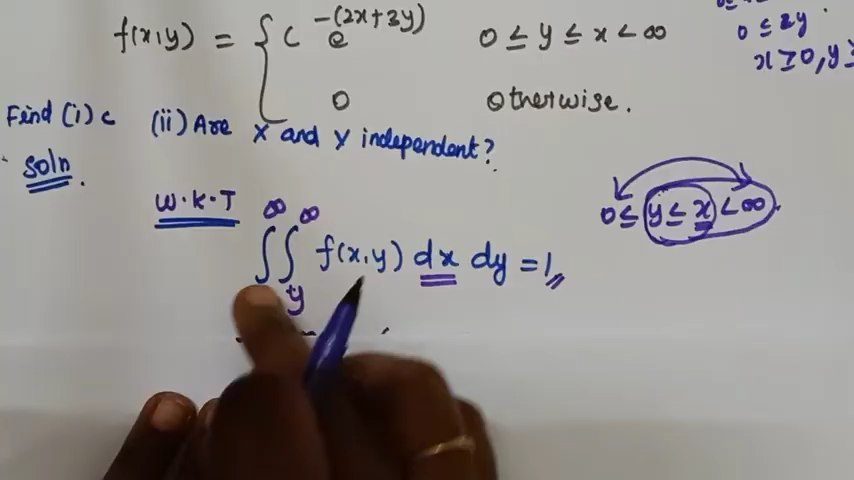 f(x,y) = { c e^-(2x+3y) 0 ≤ y ≤ x < ∞
0 otherwise.
0 ≤ 2y
x ≥ 0, y ≥
Find (i) c (ii) Are X and Y independent?
Soln.
W.K.T
0 ≤ y ≤ x < ∞
∞ ∞
∫∫ f(x,y) dx dy = 1
y